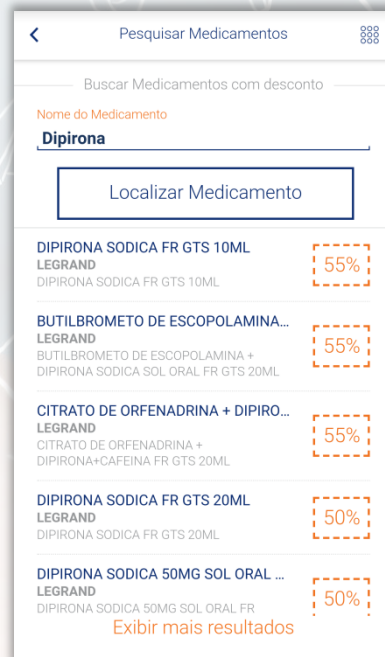 Pesquisar Medicamentos
Buscar Medicamentos com desconto
Nome do Medicamento
Dipirona
Localizar Medicamento
DIPIRONA SODICA FR GTS 10ML
LEGRAND
DIPIRONA SODICA FR GTS 10ML
55%
BUTILBROMETO DE ESCOPOLAMINA...
LEGRAND
BUTILBROMETO DE ESCOPOLAMINA +
DIPIRONA SODICA SOL ORAL FR GTS 20ML
55%
CITRATO DE ORFENADRINA + DIPIRO...
LEGRAND
CITRATO DE ORFENADRINA +
DIPIRONA+CAFEINA FR GTS 20ML
55%
DIPIRONA SODICA FR GTS 20ML
LEGRAND
DIPIRONA SODICA FR GTS 20ML
50%
DIPIRONA SODICA 50MG SOL ORAL ...
LEGRAND
DIPIRONA SODICA 50MG SOL ORAL FR
50%
Exibir mais resultados